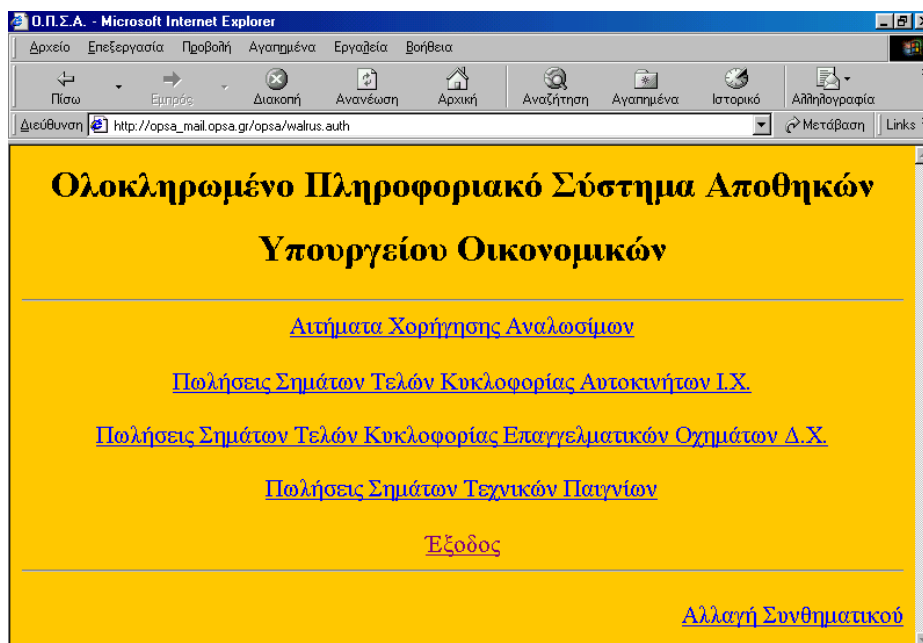 Ο.Π.Σ.Α. - Microsoft Internet Explorer
Αρχείο Επεξεργασία Προβολή Αγαπημένα Εργαλεία Βοήθεια
Πίσω Εμπρός Διακοπή Ανανέωση Αρχική Αναζήτηση Αγαπημένα Ιστορικό Αλληλογραφία
Διεύθυνση http://opsa_mail.opsa.gr/opsa/walrus.auth Μετάβαση Links
Ολοκληρωμένο Πληροφοριακό Σύστημα Αποθηκών
Υπουργείου Οικονομικών
Αιτήματα Χορήγησης Αναλωσίμων
Πωλήσεις Σημάτων Τελών Κυκλοφορίας Αυτοκινήτων Ι.Χ.
Πωλήσεις Σημάτων Τελών Κυκλοφορίας Επαγγελματικών Οχημάτων Δ.Χ.
Πωλήσεις Σημάτων Τεχνικών Παιγνίων
Έξοδος
Αλλαγή Συνθηματικού